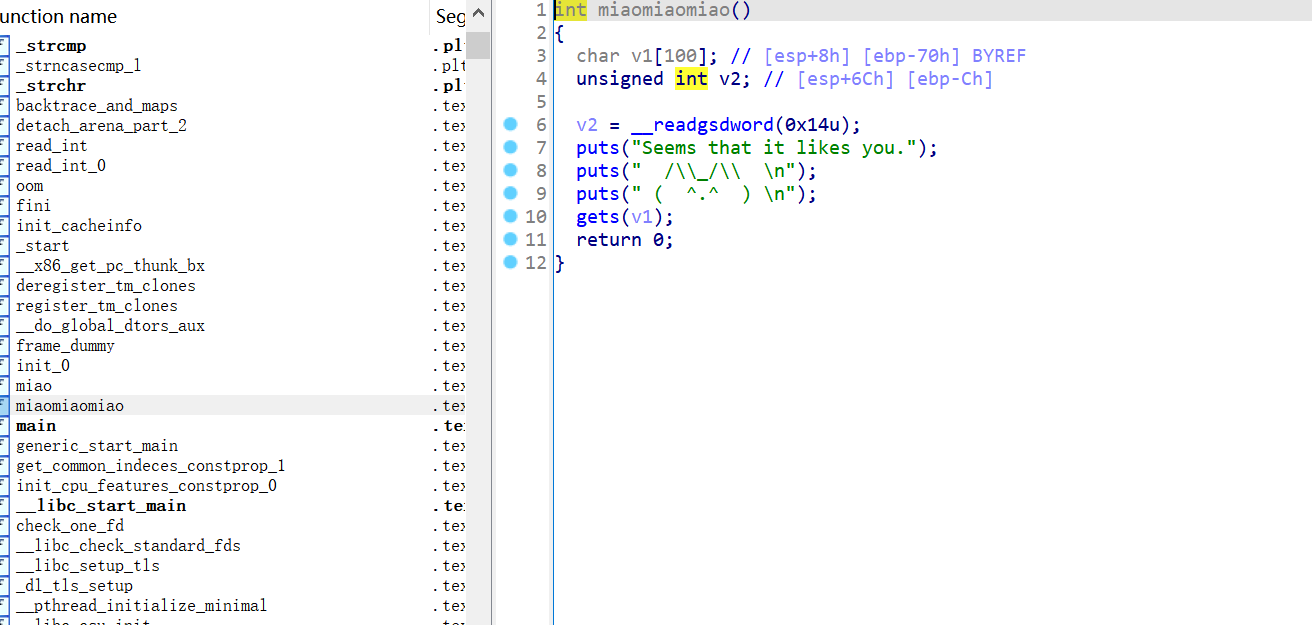 unction name
Seg
_strcmp .pl
_strncasecmp_l .plt
_strchr .pl
backtrace_and_maps .tex
detach_arena_part_2 .tex
read_int .tex
read_int_0 .tex
oom .tex
fini .tex
init_cacheinfo .tex
_start .tex
__x86_get_pc_thunk_bx .tex
deregister_tm_clones .tex
register_tm_clones .tex
__do_global_dtors_aux .tex
frame_dummy .tex
init_0 .tex
miao .tex
miaomiaomiao .tex
main .te
generic_start_main .tex
get_common_indeces_constprop_1 .tex
init_cpu_features_constprop_0 .tex
__libc_start_main .te
check_one_fd .tex
__libc_check_standard_fds .tex
__libc_setup_tls .tex
_dl_tls_setup .tex
__pthread_initialize_minimal .tex
1 int miaomiaomiao()
2 {
3 char v1[100]; // [esp+8h] [ebp-70h] BYREF
4 unsigned int v2; // [esp+6Ch] [ebp-Ch]
5
6 v2 = __readgsdword(0x14u);
7 puts("Seems that it likes you.");
8 puts("  /\\_/\\  \n");
9 puts(" (  ^.^  ) \n");
10 gets(v1);
11 return 0;
12 }